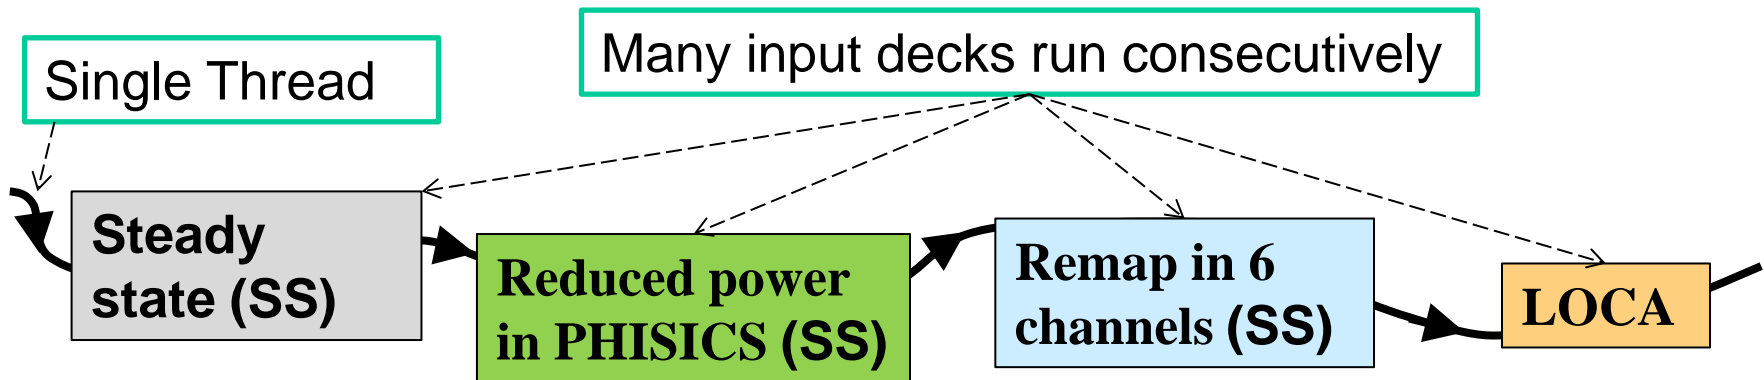 Single Thread
Many input decks run consecutively
Steady
state (SS)
Reduced power
in PHISICS (SS)
Remap in 6
channels (SS)
LOCA